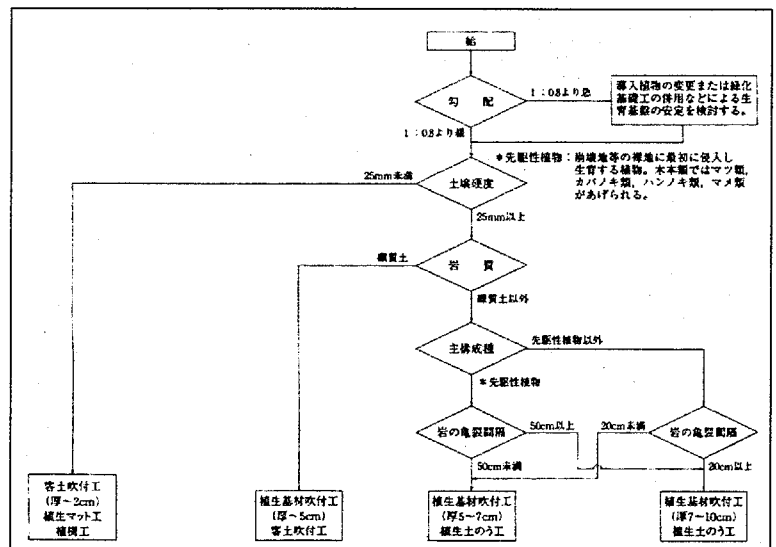 始
勾配
1：0.8より急
導入植物の変更または緑化
基礎工の併用などによる生
育基盤の安定を検討する。
1：0.8より緩
*先駆性植物：崩壊地等の裸地に最初に侵入し
生育する植物。木本類ではマツ類，
カバノキ類，ハンノキ類，マメ類
があげられる。
土壌硬度
25mm未満
25mm以上
岩質
礫質土
礫質土以外
主構成種
先駆性植物以外
*先駆性植物
岩の亀裂間隔
50cm以上
20cm未満
岩の亀裂間隔
50cm未満
20cm以上
客土吹付工
(厚～2cm)
植生マット工
植樹工
植生基材吹付工
(厚～5cm)
客土吹付工
植生基材吹付工
(厚5～7cm)
植生土のう工
植生基材吹付工
(厚7～10cm)
植生土のう工